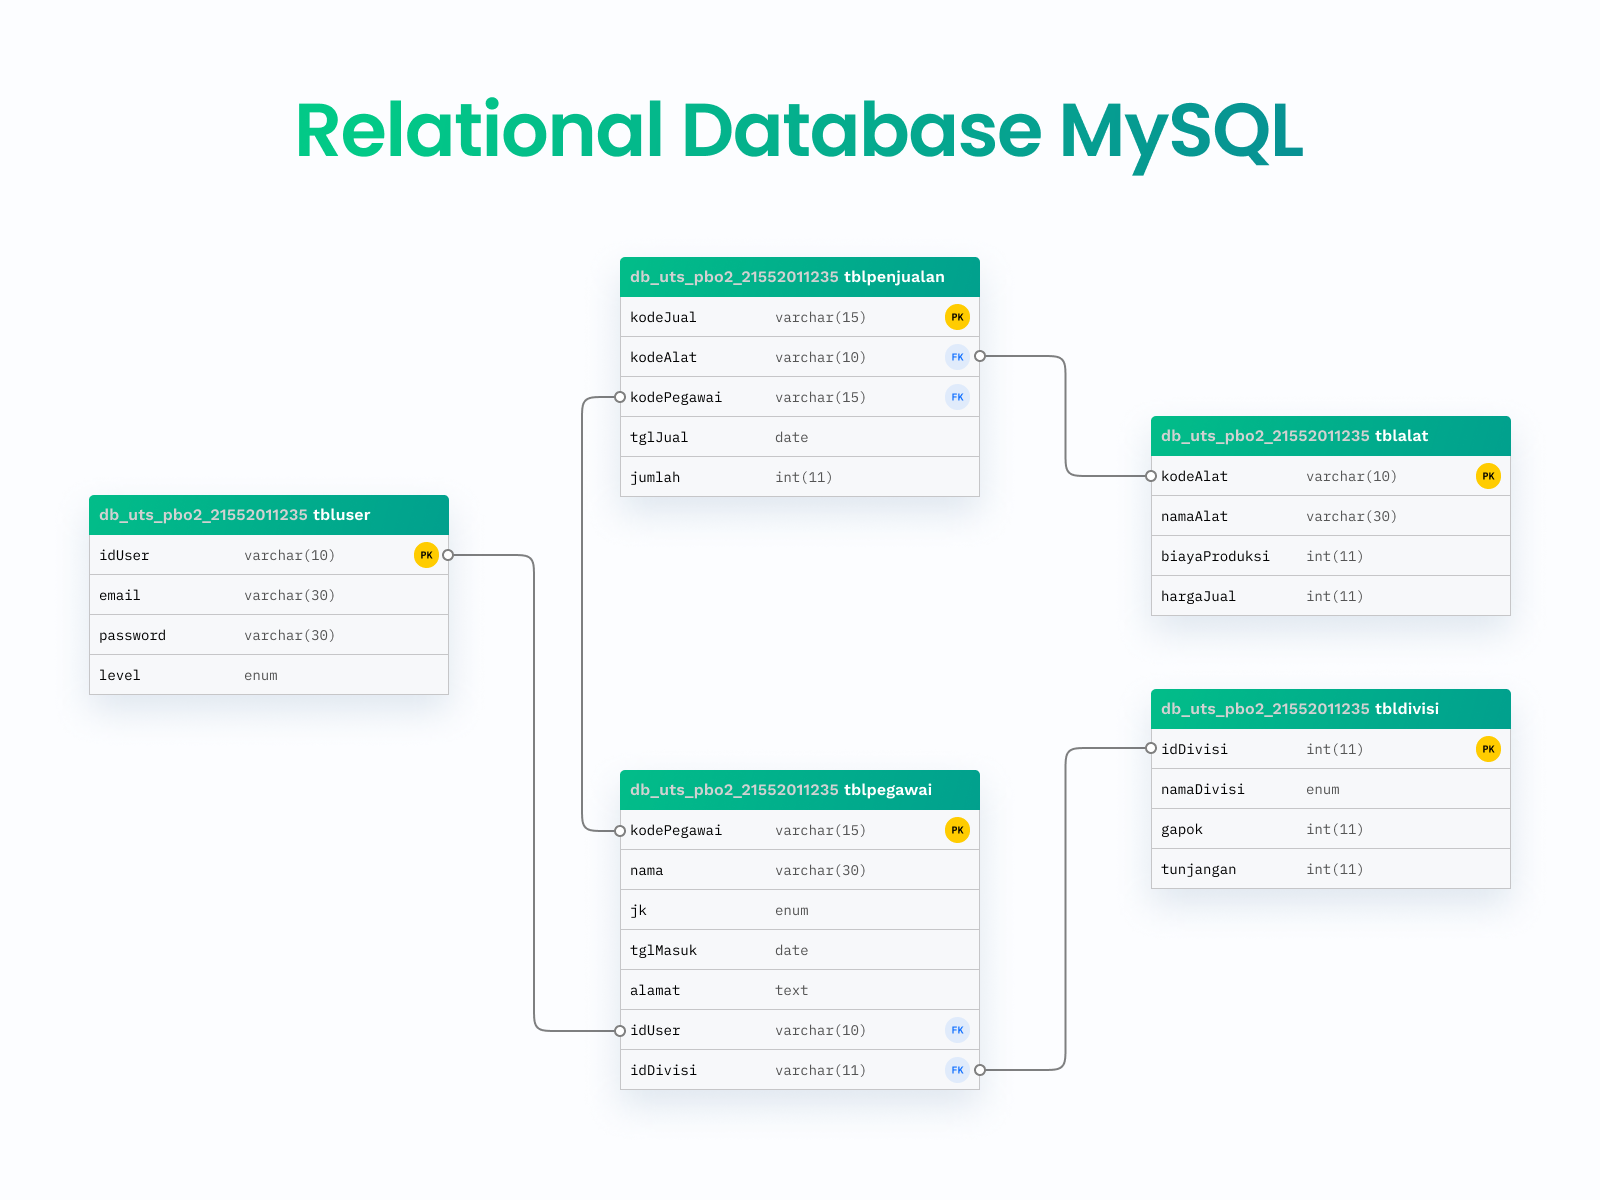 Relational Database MySQL
db_uts_pbo2_21552011235 tblpenjualan
kodeJual varchar(15) PK
kodeAlat varchar(10) FK
kodePegawai varchar(15) FK
tglJual date
jumlah int(11)
db_uts_pbo2_21552011235 tblalat
kodeAlat varchar(10) PK
namaAlat varchar(30)
biayaProduksi int(11)
hargaJual int(11)
db_uts_pbo2_21552011235 tbluser
idUser varchar(10) PK
email varchar(30)
password varchar(30)
level enum
db_uts_pbo2_21552011235 tbldivisi
idDivisi int(11) PK
namaDivisi enum
gapok int(11)
tunjangan int(11)
db_uts_pbo2_21552011235 tblpegawai
kodePegawai varchar(15) PK
nama varchar(30)
jk enum
tglMasuk date
alamat text
idUser varchar(10) FK
idDivisi varchar(11) FK